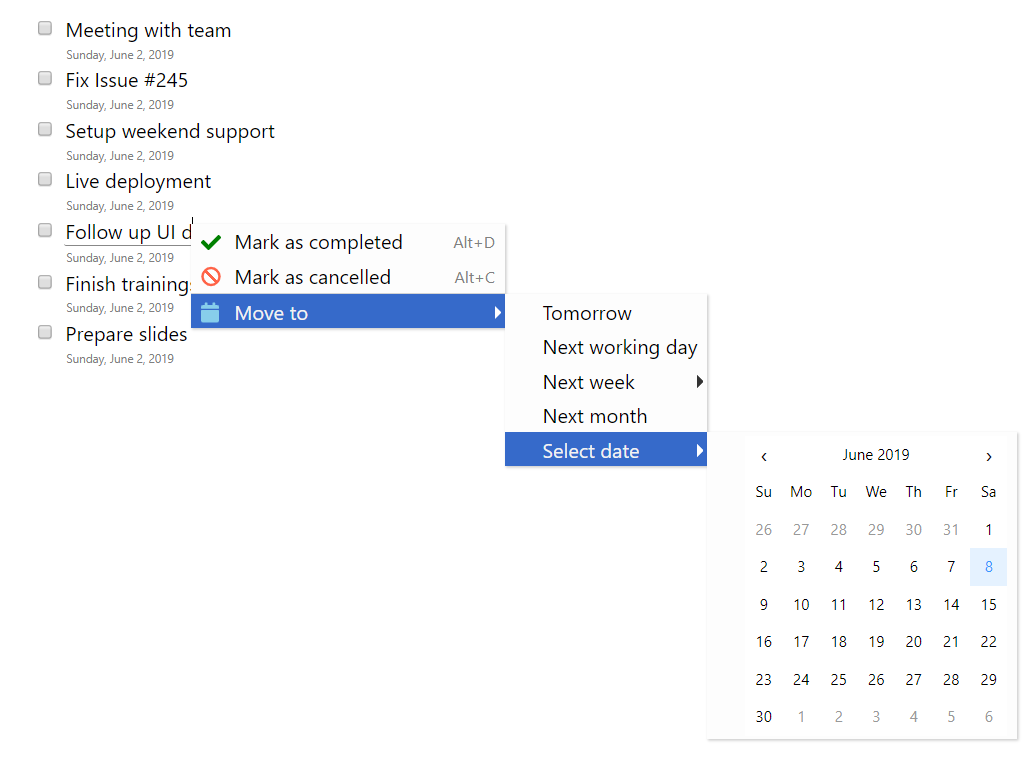 Meeting with team
Sunday, June 2, 2019
Fix Issue #245
Sunday, June 2, 2019
Setup weekend support
Sunday, June 2, 2019
Live deployment
Sunday, June 2, 2019
Follow up UI d
Sunday, June 2, 2019
Finish training
Sunday, June 2, 2019
Prepare slides
Sunday, June 2, 2019
Mark as completed Alt+D
Mark as cancelled Alt+C
Move to
Tomorrow
Next working day
Next week
Next month
Select date
‹ June 2019 ›
Su Mo Tu We Th Fr Sa
26 27 28 29 30 31 1
2 3 4 5 6 7 8
9 10 11 12 13 14 15
16 17 18 19 20 21 22
23 24 25 26 27 28 29
30 1 2 3 4 5 6